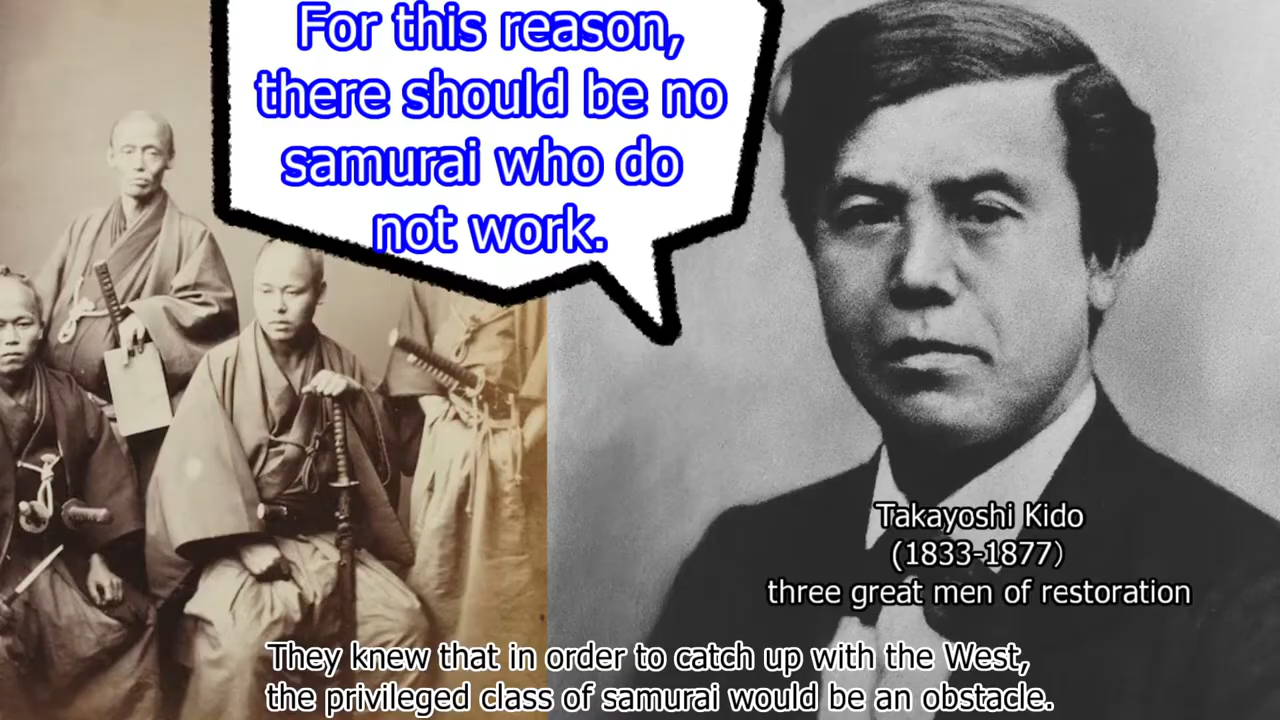 For this reason,
there should be no
samurai who do
not work.
Takayoshi Kido
(1833-1877）
three great men of restoration
They knew that in order to catch up with the West,
the privileged class of samurai would be an obstacle.